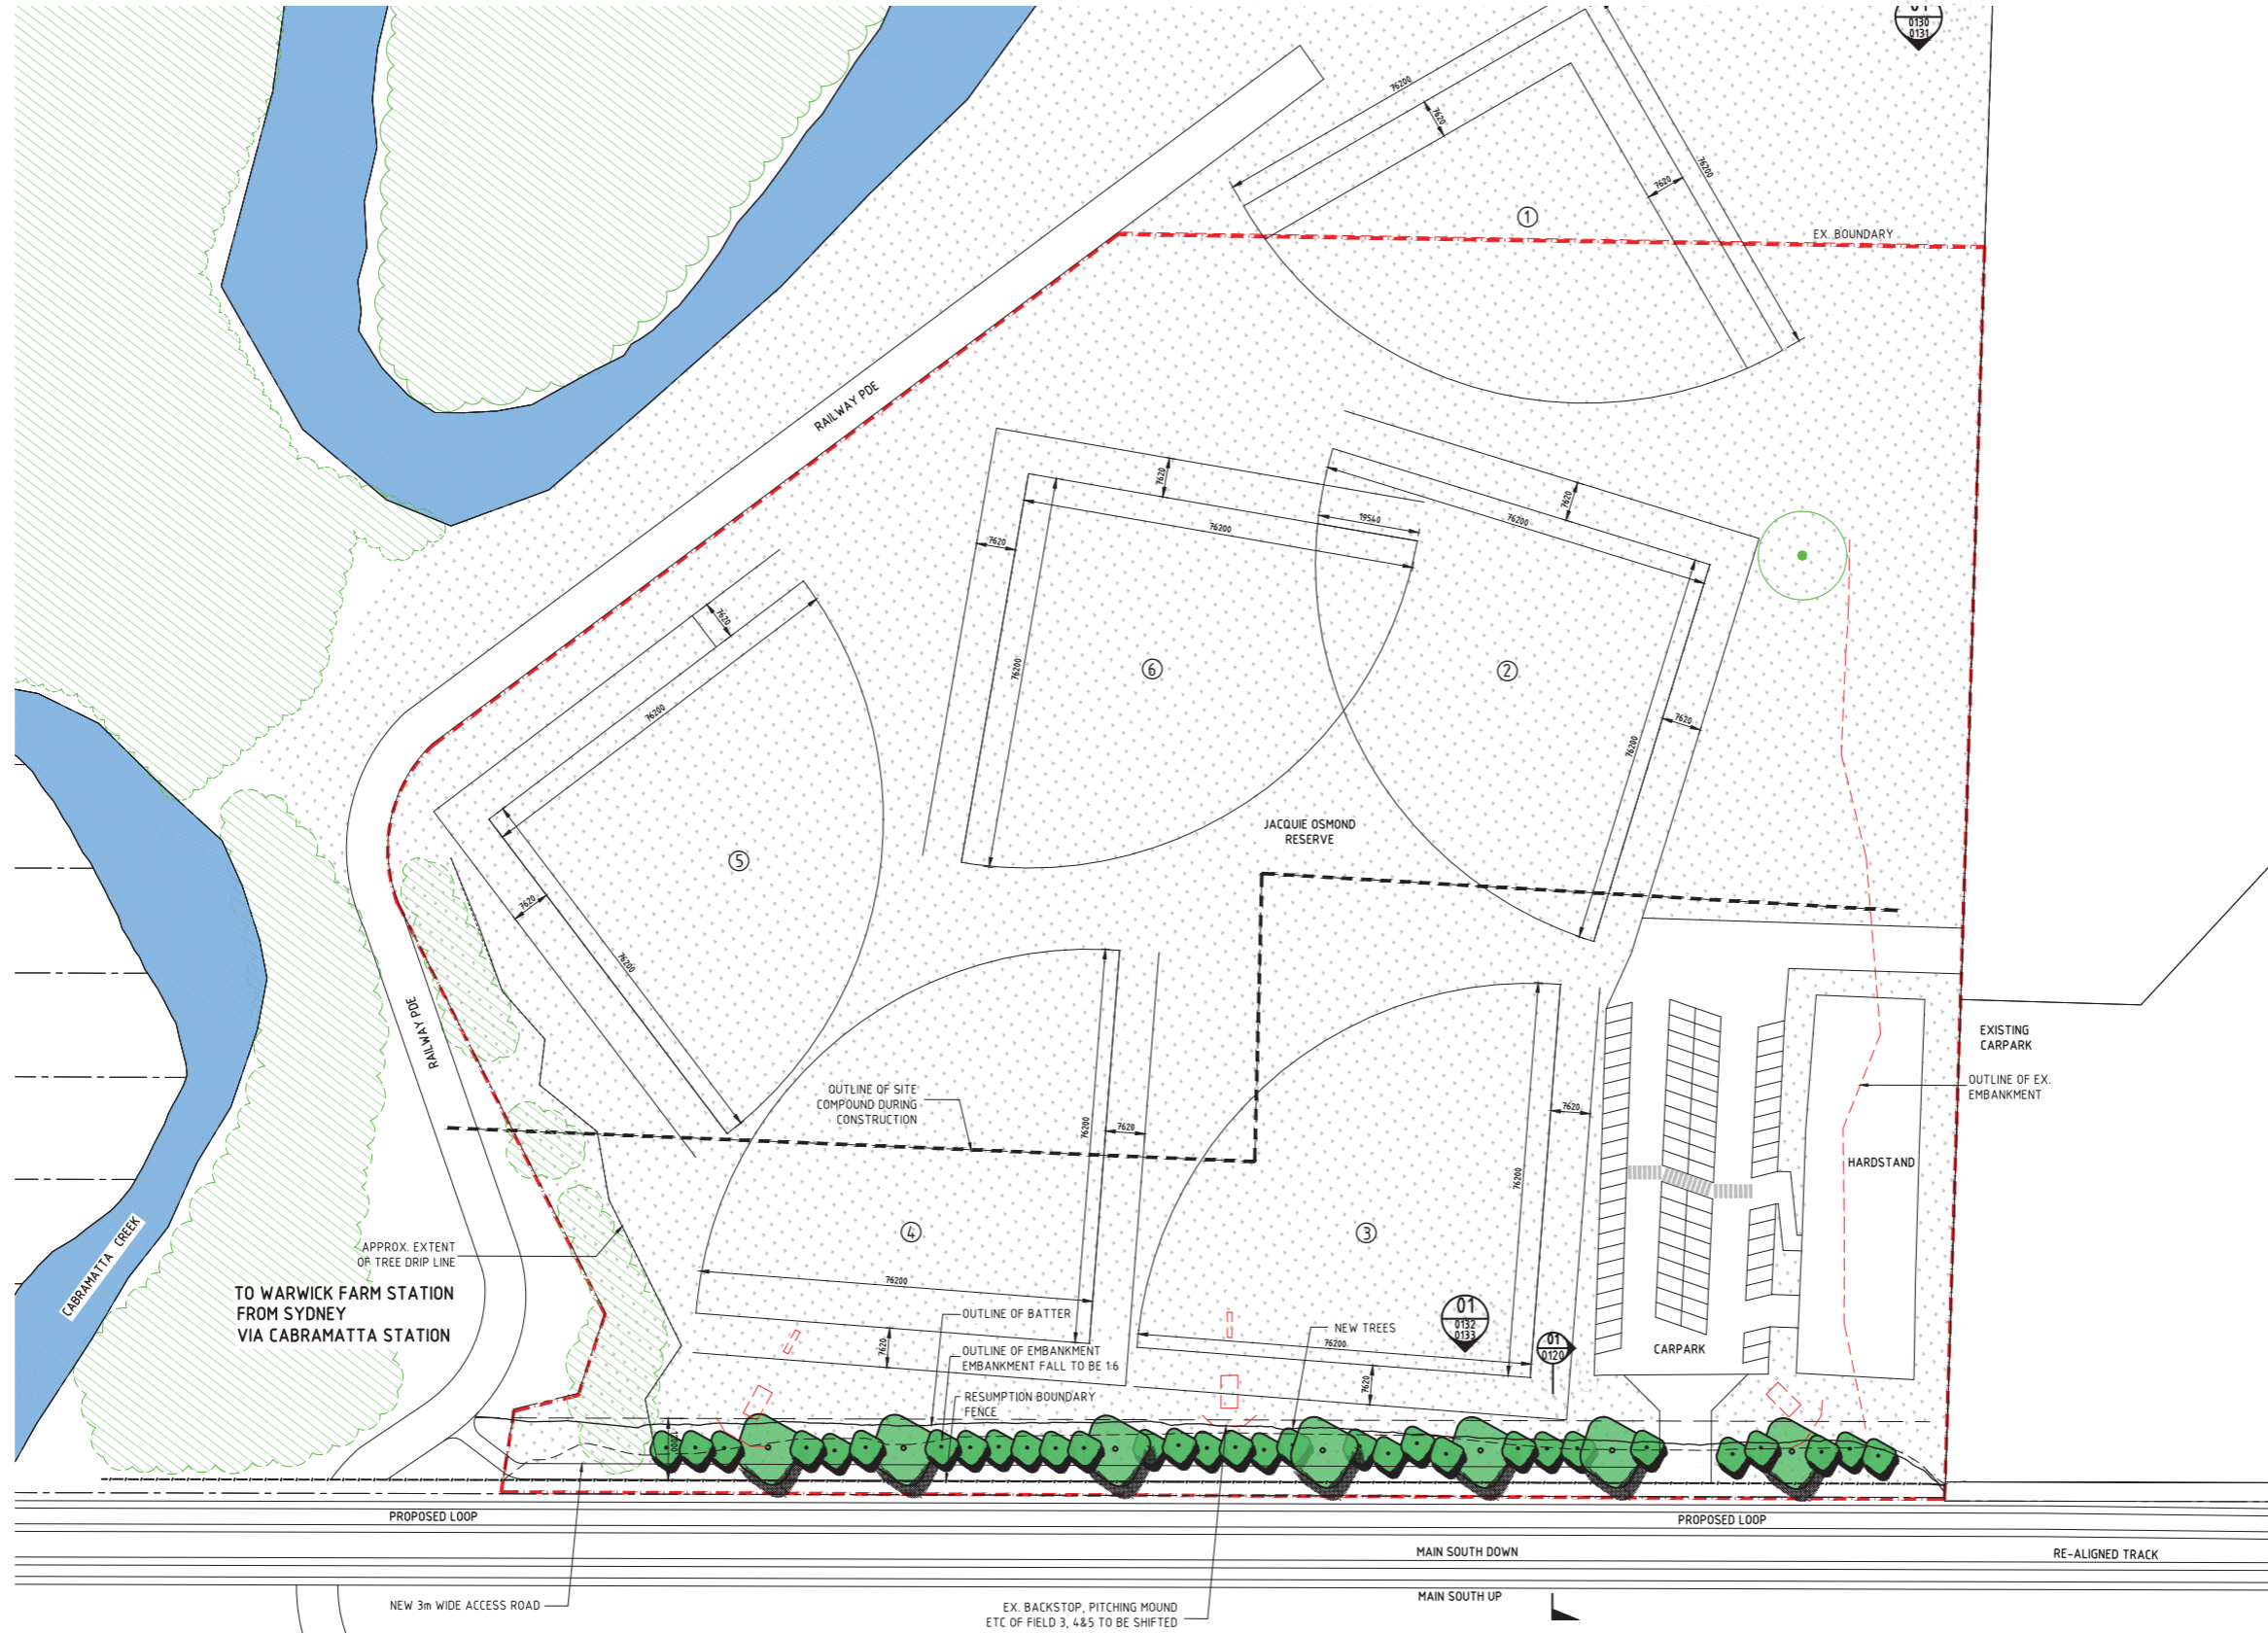 01
0130
0131
76200
7620
76200
7620
1
EX. BOUNDARY
RAILWAY PDE
7620
7620
19540
76200
76200
7620
7620
76200
6
2
7620
76200
7620
76200
JACQUIE OSMOND
RESERVE
5
7620
76200
RAILWAY PDE
EXISTING
CARPARK
OUTLINE OF EX.
EMBANKMENT
OUTLINE OF SITE
COMPOUND DURING
CONSTRUCTION
76200
7620
7620
76200
HARDSTAND
4
3
CABRAMATTA CREEK
APPROX. EXTENT
OF TREE DRIP LINE
TO WARWICK FARM STATION
FROM SYDNEY
VIA CABRAMATTA STATION
76200
OUTLINE OF BATTER
01
0132
0133
NEW TREES
76200
01
0120
CARPARK
7620
OUTLINE OF EMBANKMENT
EMBANKMENT FALL TO BE 1:6
7620
RESUMPTION BOUNDARY
FENCE
PROPOSED LOOP
PROPOSED LOOP
MAIN SOUTH DOWN
RE-ALIGNED TRACK
MAIN SOUTH UP
NEW 3m WIDE ACCESS ROAD
EX. BACKSTOP, PITCHING MOUND
ETC OF FIELD 3, 4&5 TO BE SHIFTED